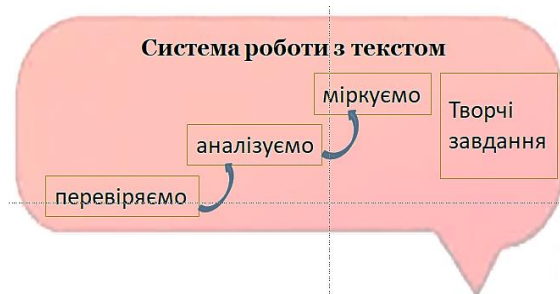 Система роботи з текстом
міркуємо
Творчі
завдання
аналізуємо
перевіряємо